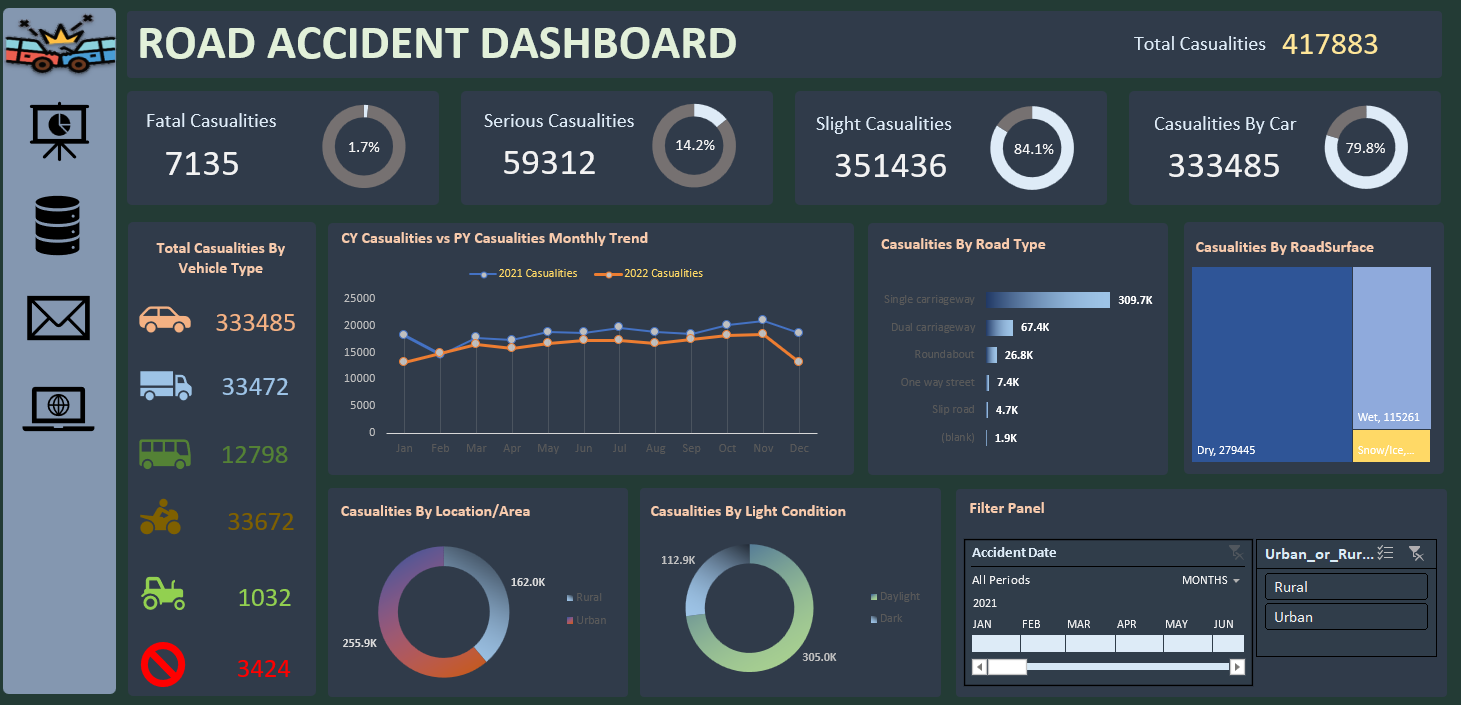 ROAD ACCIDENT DASHBOARD
Total Casualities 417883
Fatal Casualities
7135
1.7%
Serious Casualities
59312
14.2%
Slight Casualities
351436
84.1%
Casualities By Car
333485
79.8%
Total Casualities By
Vehicle Type
333485
33472
12798
33672
1032
3424
CY Casualities vs PY Casualities Monthly Trend
2021 Casualities 2022 Casualities
25000
20000
15000
10000
5000
0
Jan Feb Mar Apr May Jun Jul Aug Sep Oct Nov Dec
Casualities By Road Type
Single carriageway 309.7K
Dual carriageway 67.4K
Roundabout 26.8K
One way street 7.4K
Slip road 4.7K
(blank) 1.9K
Casualities By RoadSurface
Dry, 279445
Wet, 115261
Snow/Ice,...
Casualities By Location/Area
162.0K
255.9K
Rural
Urban
Casualities By Light Condition
112.9K
305.0K
Daylight
Dark
Filter Panel
Accident Date
All Periods MONTHS
2021
JAN FEB MAR APR MAY JUN
Urban_or_Rur...
Rural
Urban